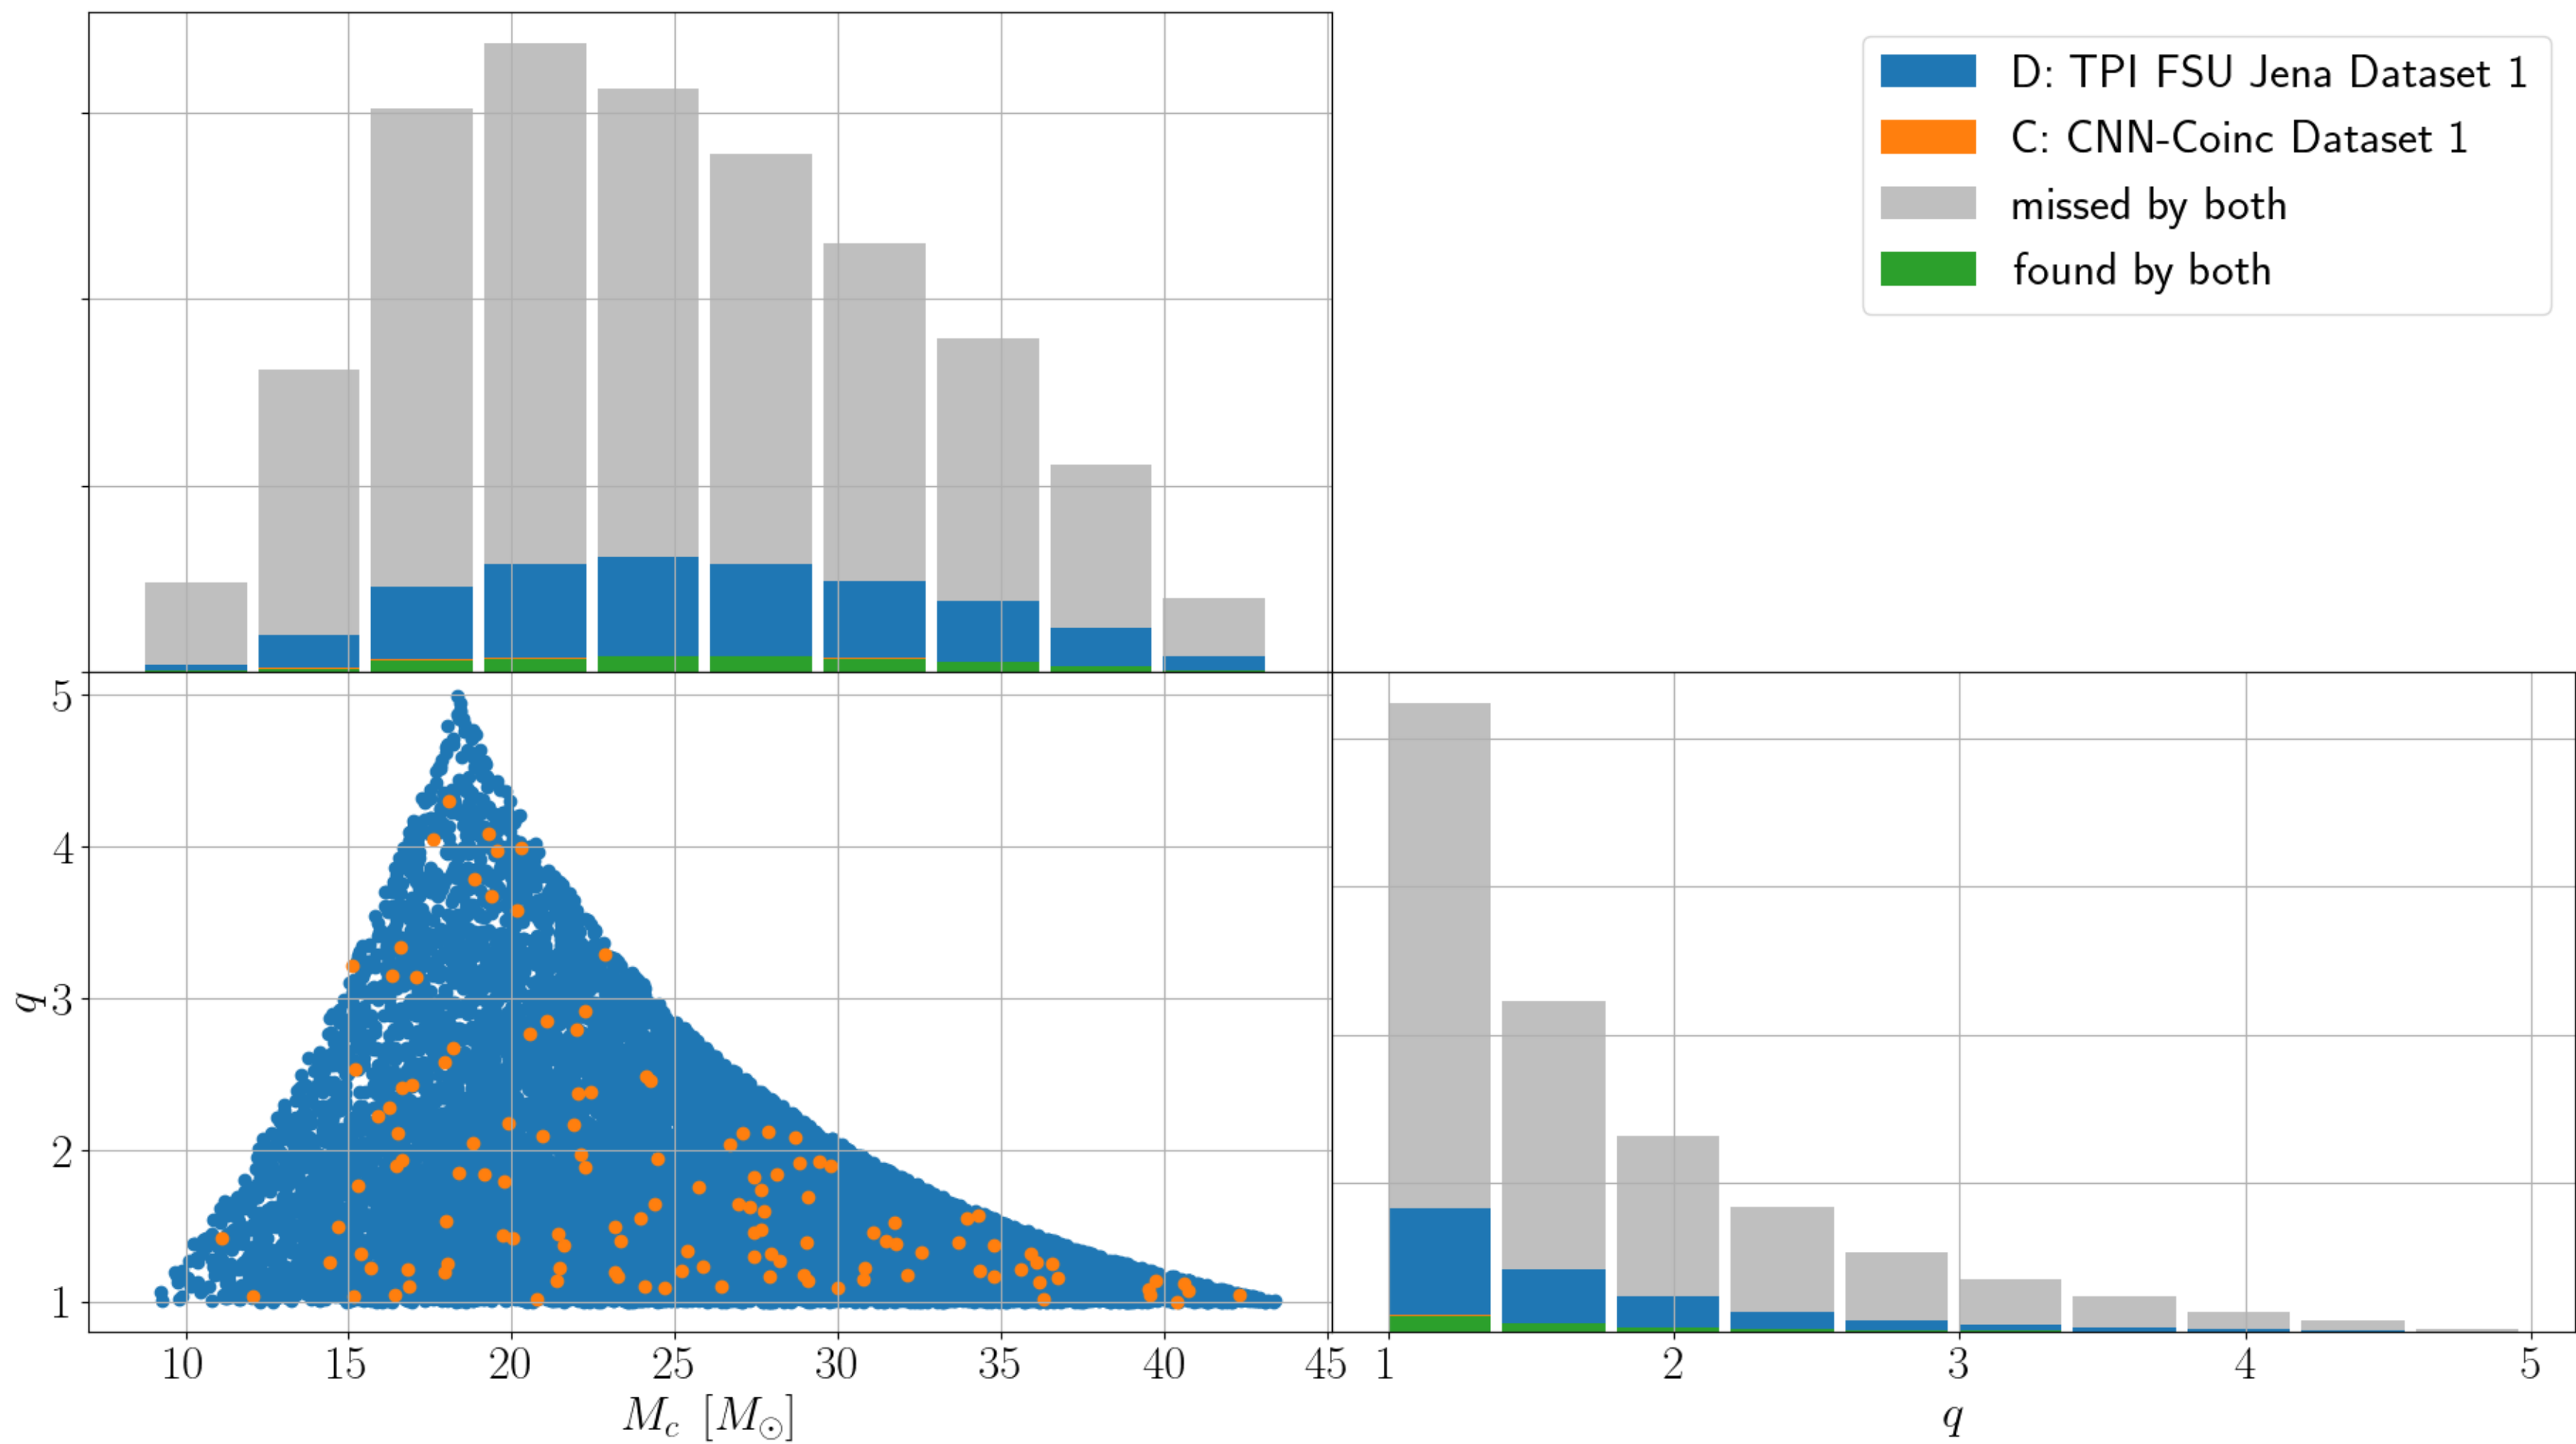 D: TPI FSU Jena Dataset 1
C: CNN-Coinc Dataset 1
missed by both
found by both
5
4
3
2
1
q
10 15 20 25 30 35 40 45
M_c [M_⊙]
1 2 3 4 5
q